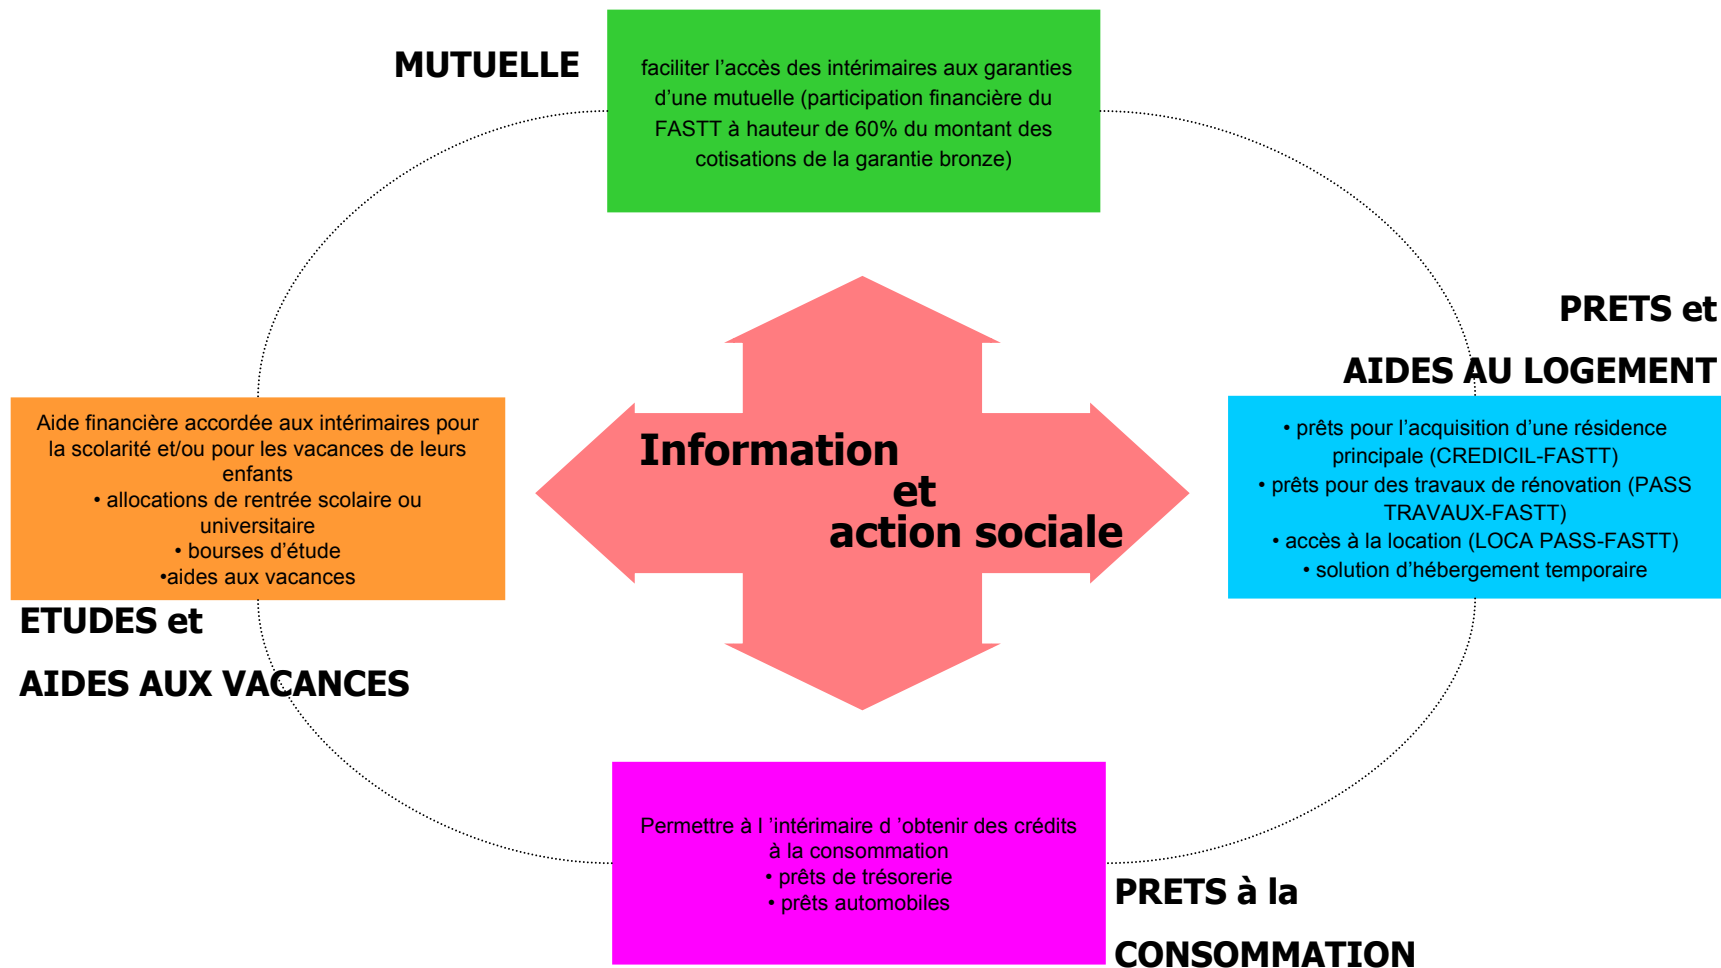 MUTUELLE
faciliter l’accès des intérimaires aux garanties
d’une mutuelle (participation financière du
FASTT à hauteur de 60% du montant des
cotisations de la garantie bronze)
PRETS et
AIDES AU LOGEMENT
• prêts pour l’acquisition d’une résidence
principale (CREDICIL-FASTT)
• prêts pour des travaux de rénovation (PASS
TRAVAUX-FASTT)
• accès à la location (LOCA PASS-FASTT)
• solution d’hébergement temporaire
Information
et
action sociale
Aide financière accordée aux intérimaires pour
la scolarité et/ou pour les vacances de leurs
enfants
• allocations de rentrée scolaire ou
universitaire
• bourses d’étude
•aides aux vacances
ETUDES et
AIDES AUX VACANCES
Permettre à l ’intérimaire d ’obtenir des crédits
à la consommation
• prêts de trésorerie
• prêts automobiles
PRETS à la
CONSOMMATION